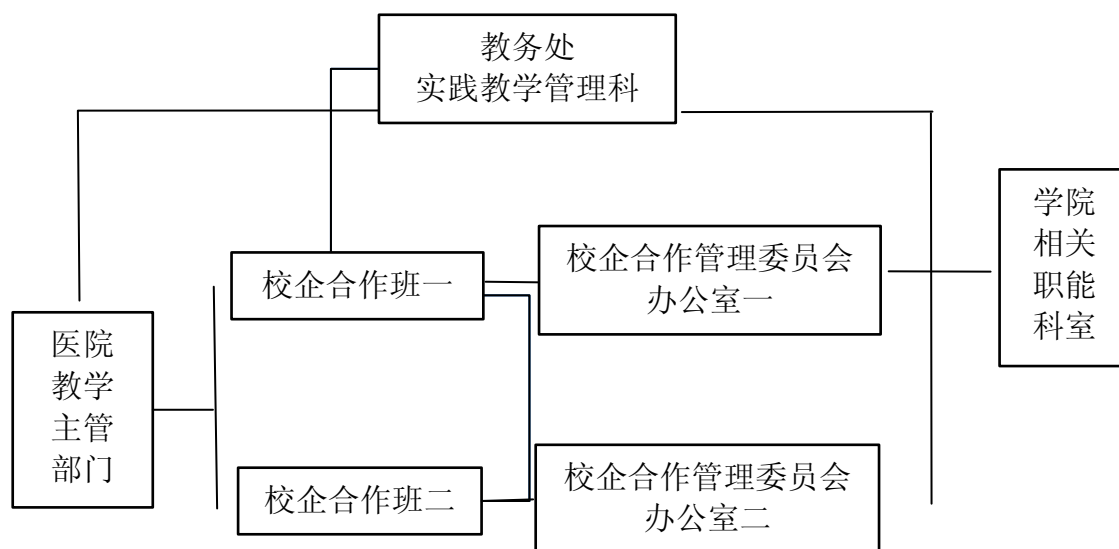 教务处
实践教学管理科
校企合作班一
校企合作管理委员会
办公室一
学院
相关
职能
科室
医院
教学
主管
部门
校企合作班二
校企合作管理委员会
办公室二